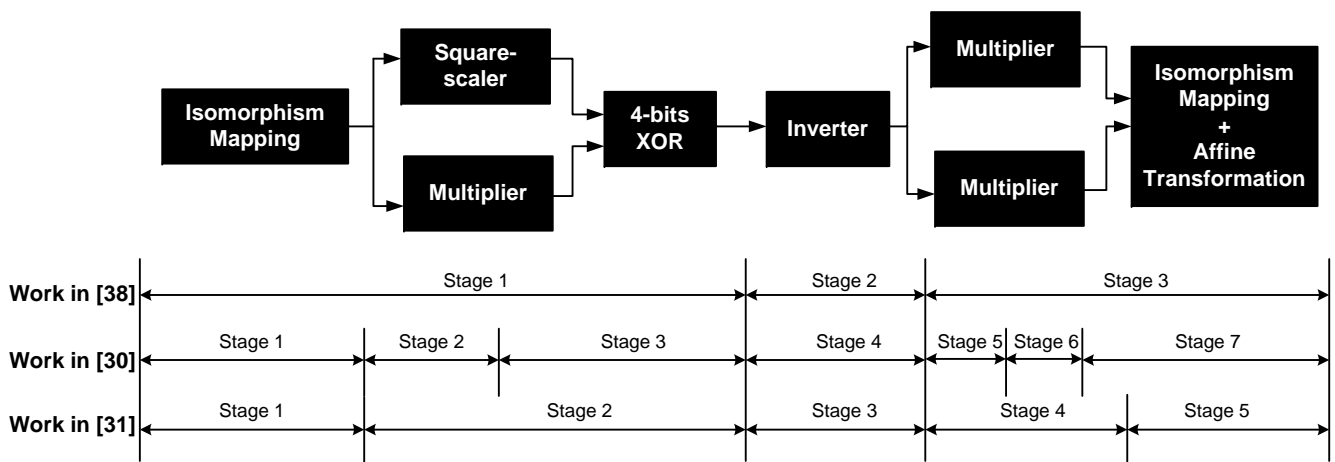 Isomorphism
Mapping
Square-
scaler
Multiplier
4-bits
XOR
Inverter
Multiplier
Multiplier
Isomorphism
Mapping
+
Affine
Transformation
Work in [38]
Stage 1
Stage 2
Stage 3
Work in [30]
Stage 1
Stage 2
Stage 3
Stage 4
Stage 5
Stage 6
Stage 7
Work in [31]
Stage 1
Stage 2
Stage 3
Stage 4
Stage 5